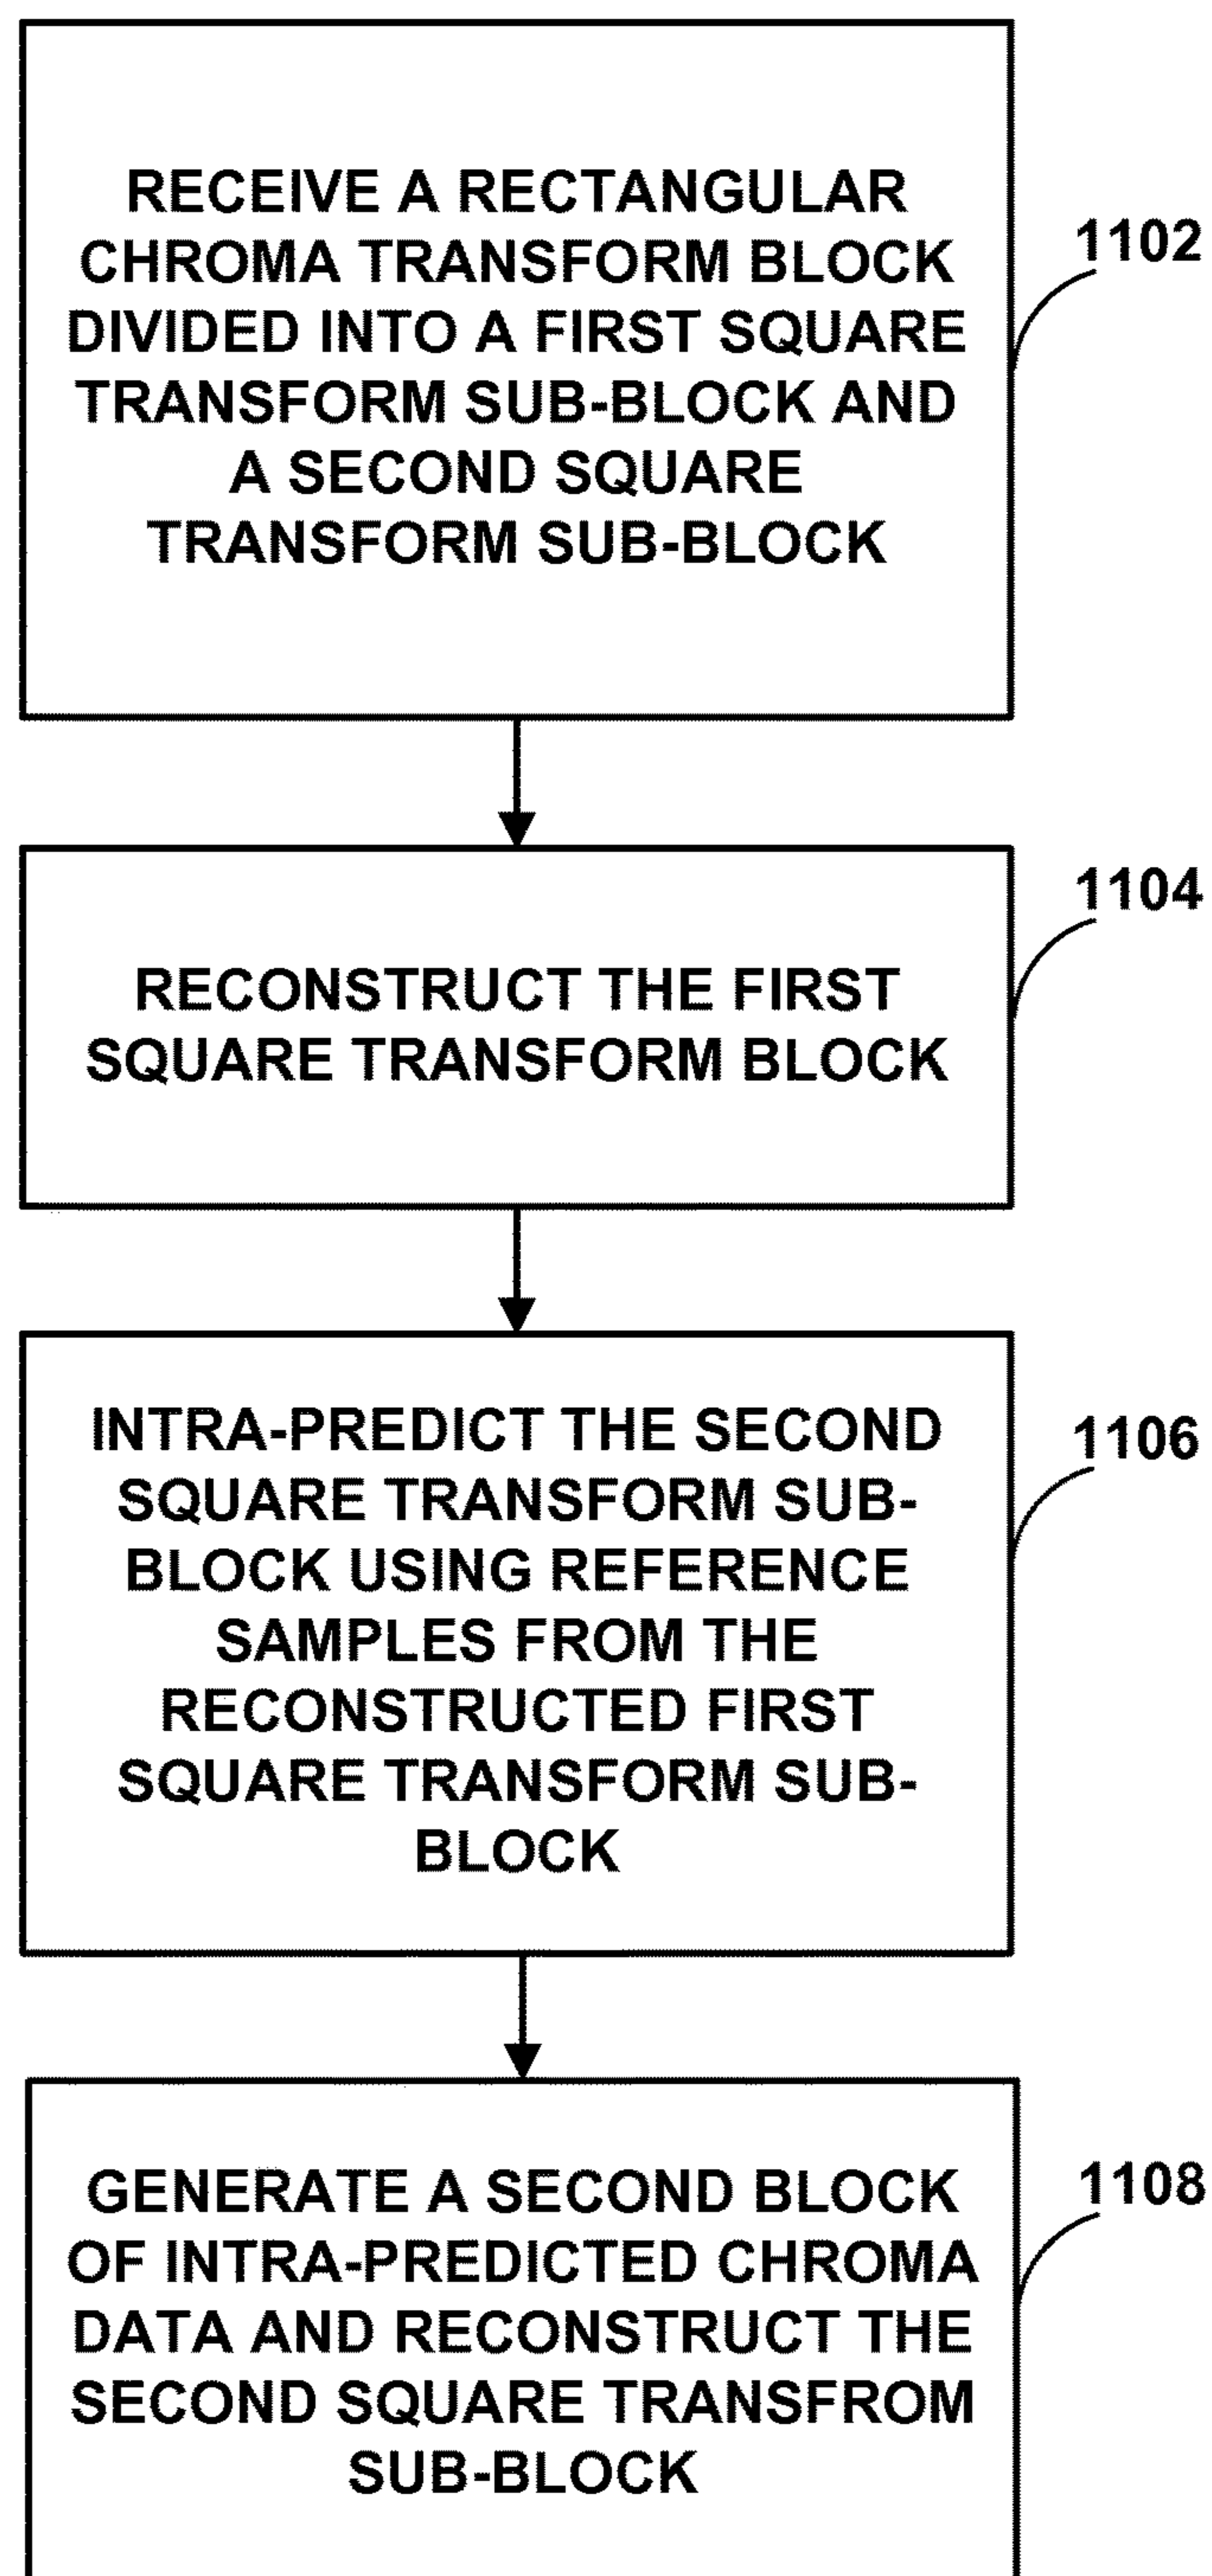 RECEIVE A RECTANGULAR
CHROMA TRANSFORM BLOCK
DIVIDED INTO A FIRST SQUARE
TRANSFORM SUB-BLOCK AND
A SECOND SQUARE
TRANSFORM SUB-BLOCK
1102
RECONSTRUCT THE FIRST
SQUARE TRANSFORM BLOCK
1104
INTRA-PREDICT THE SECOND
SQUARE TRANSFORM SUB-
BLOCK USING REFERENCE
SAMPLES FROM THE
RECONSTRUCTED FIRST
SQUARE TRANSFORM SUB-
BLOCK
1106
GENERATE A SECOND BLOCK
OF INTRA-PREDICTED CHROMA
DATA AND RECONSTRUCT THE
SECOND SQUARE TRANSFROM
SUB-BLOCK
1108